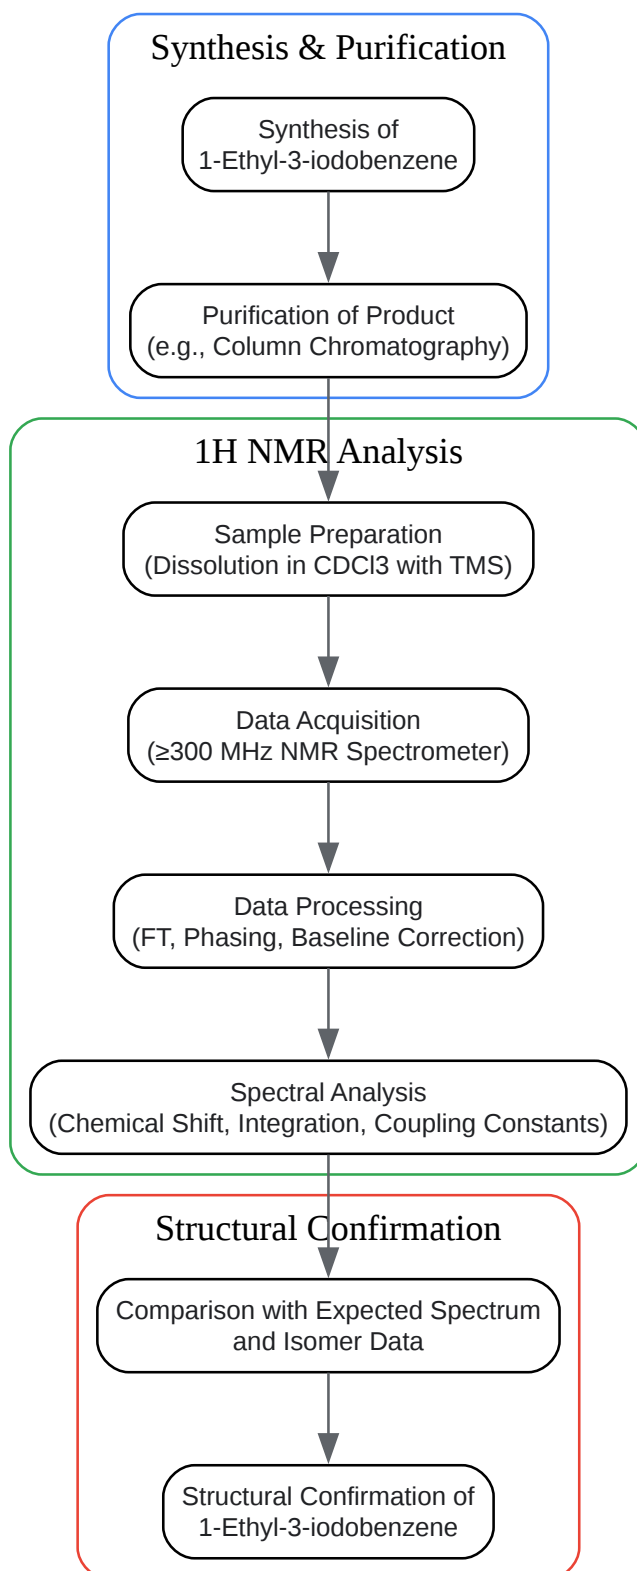 Synthesis & Purification
Synthesis of
1-Ethyl-3-iodobenzene
Purification of Product
(e.g., Column Chromatography)
1H NMR Analysis
Sample Preparation
(Dissolution in CDCl3 with TMS)
Data Acquisition
(≥300 MHz NMR Spectrometer)
Data Processing
(FT, Phasing, Baseline Correction)
Spectral Analysis
(Chemical Shift, Integration, Coupling Constants)
Structural Confirmation
Comparison with Expected Spectrum
and Isomer Data
Structural Confirmation of
1-Ethyl-3-iodobenzene